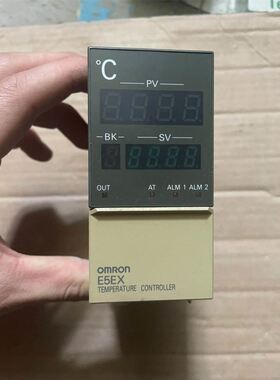 °C
PV
BK SV
OUT AT ALM 1 ALM 2
OMRON
E5EX
TEMPERATURE CONTROLLER